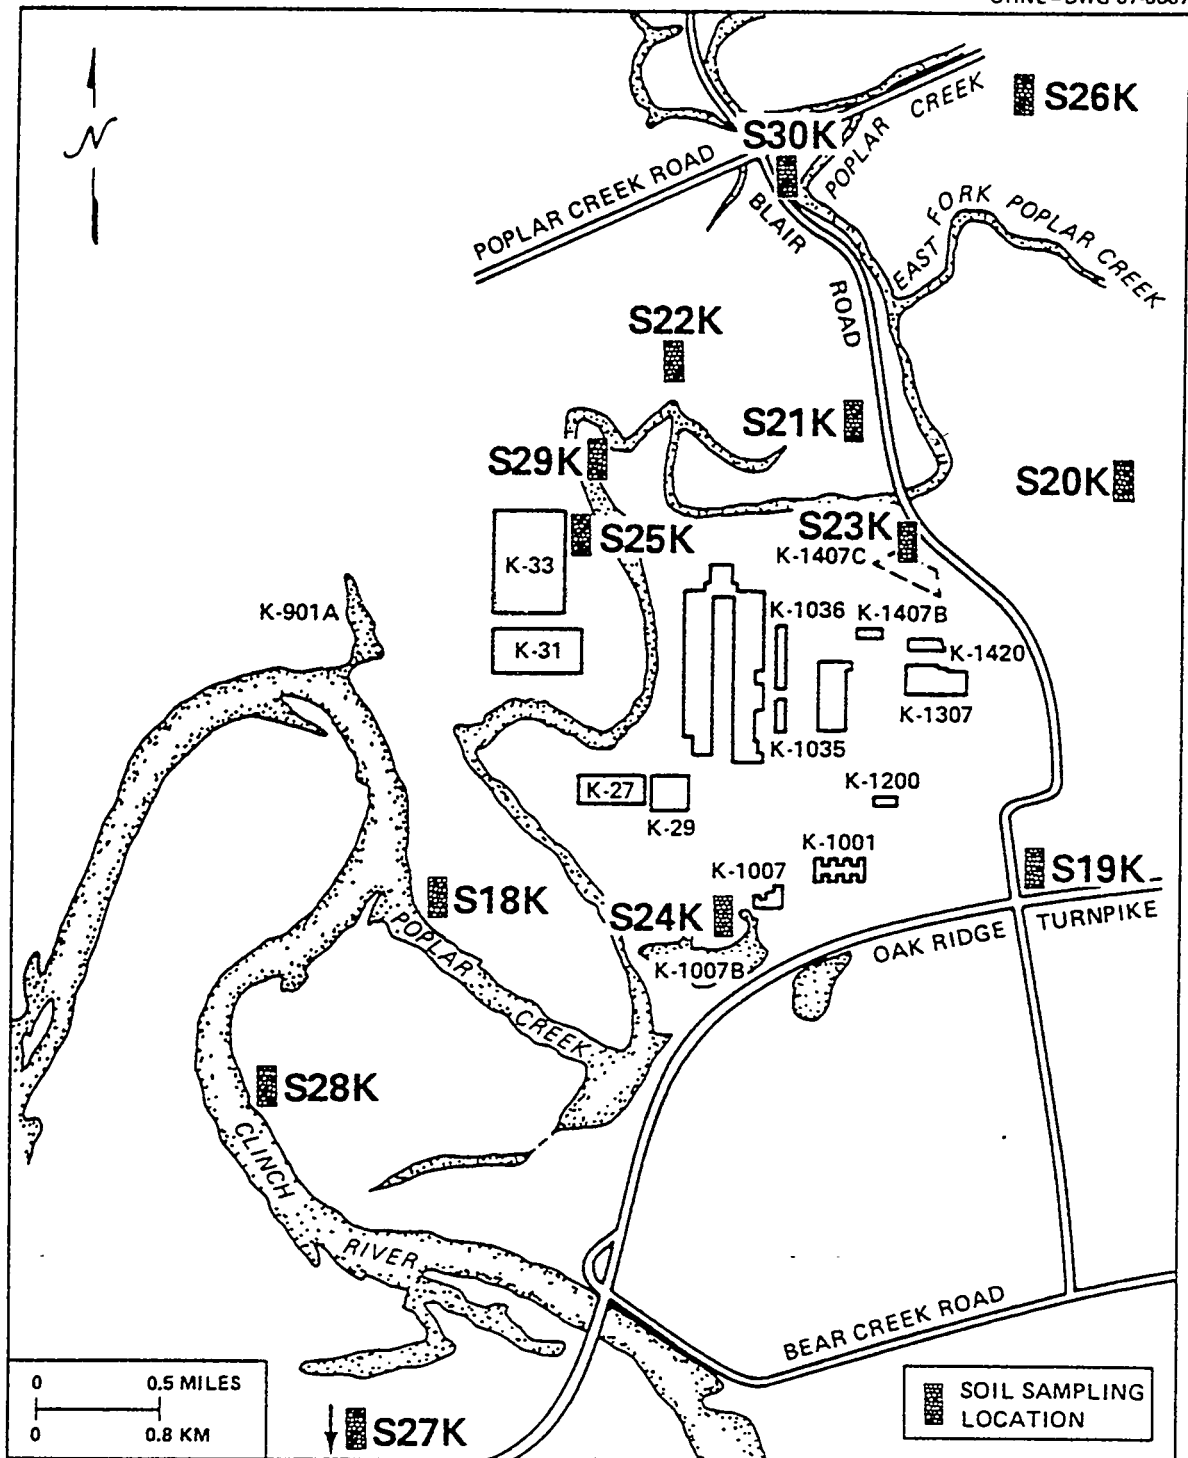 N
S26K
S30K
POPLAR CREEK
POPLAR CREEK ROAD
BLAIR
ROAD
EAST FORK POPLAR CREEK
S22K
S21K
S29K
S20K
S23K
S25K
K-1407C
K-33
K-1036
K-1407B
K-901A
K-31
K-1420
K-1307
K-1035
K-1200
K-27
K-29
K-1001
K-1007
S19K
S18K
S24K
POPLAR
CREEK
K-1007B
OAK RIDGE TURNPIKE
S28K
CLINCH
RIVER
BEAR CREEK ROAD
0 0.5 MILES
0 0.8 KM
S27K
SOIL SAMPLING
LOCATION